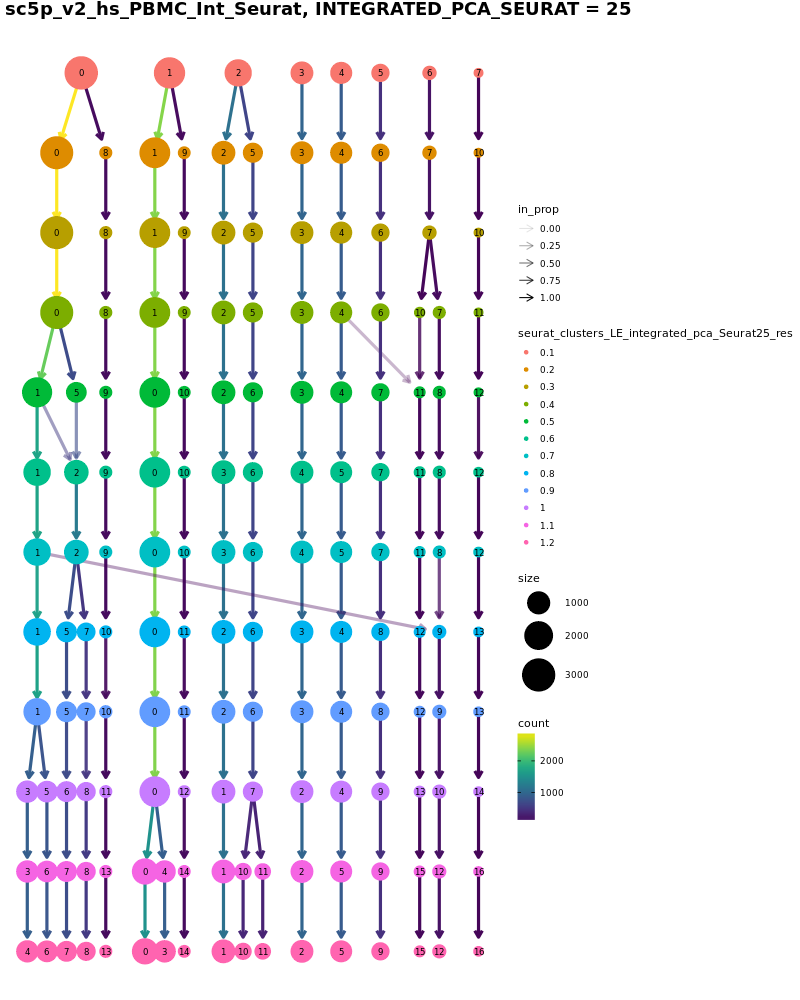 sc5p_v2_hs_PBMC_Int_Seurat, INTEGRATED_PCA_SEURAT = 25
0 1 2 3 4 5 6 7
0 8 1 9 2 5 3 4 6 7 10
0 8 1 9 2 5 3 4 6 7 10
0 8 1 9 2 5 3 4 6 10 7 11
1 5 9 0 10 2 6 3 4 7 11 8 12
1 2 9 0 10 3 6 4 5 7 11 8 12
1 2 9 0 10 3 6 4 5 7 11 8 12
1 5 7 10 0 11 2 6 3 4 8 12 9 13
1 5 7 10 0 11 2 6 3 4 8 12 9 13
3 5 6 8 11 0 12 1 7 2 4 9 13 10 14
3 6 7 8 13 0 4 14 1 10 11 2 5 9 15 12 16
4 6 7 8 13 0 3 14 1 10 11 2 5 9 15 12 16
in_prop
0.00
0.25
0.50
0.75
1.00
seurat_clusters_LE_integrated_pca_Seurat25_res
0.1
0.2
0.3
0.4
0.5
0.6
0.7
0.8
0.9
1
1.1
1.2
size
1000
2000
3000
count
2000
1000